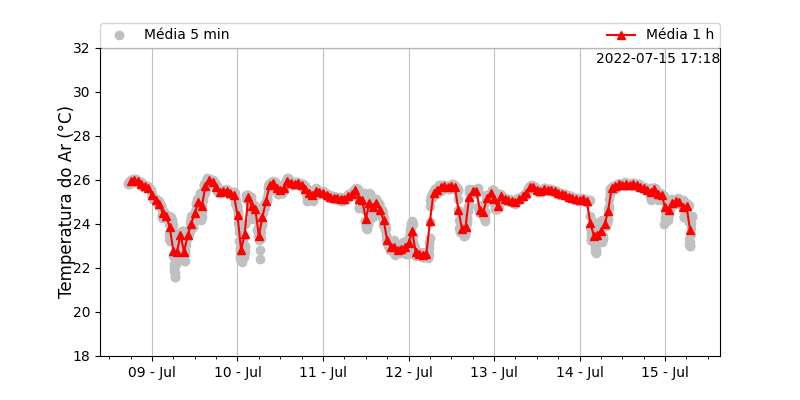 Média 5 min
Média 1 h
2022-07-15 17:18
Temperatura do Ar (°C)
32
30
28
26
24
22
20
18
09 - Jul
10 - Jul
11 - Jul
12 - Jul
13 - Jul
14 - Jul
15 - Jul